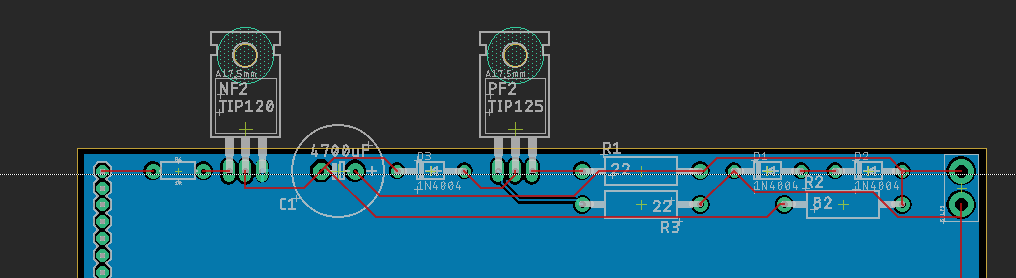 A17,5mm
NF2
TIP120
A17,5mm
PF2
TIP125
4700uF
C1
D3
1N4004
R1
22
22
R3
D1
1N4004
D2
1N4004
R2
82